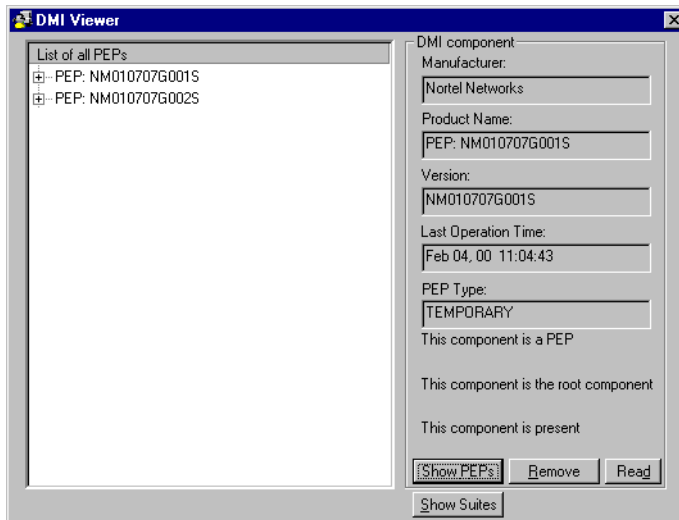 DMI Viewer
List of all PEPs
PEP: NM010707G001S
PEP: NM010707G002S
DMI component
Manufacturer:
Nortel Networks
Product Name:
PEP: NM010707G001S
Version:
NM010707G001S
Last Operation Time:
Feb 04, 00 11:04:43
PEP Type:
TEMPORARY
This component is a PEP
This component is the root component
This component is present
Show PEPs Remove Read
Show Suites